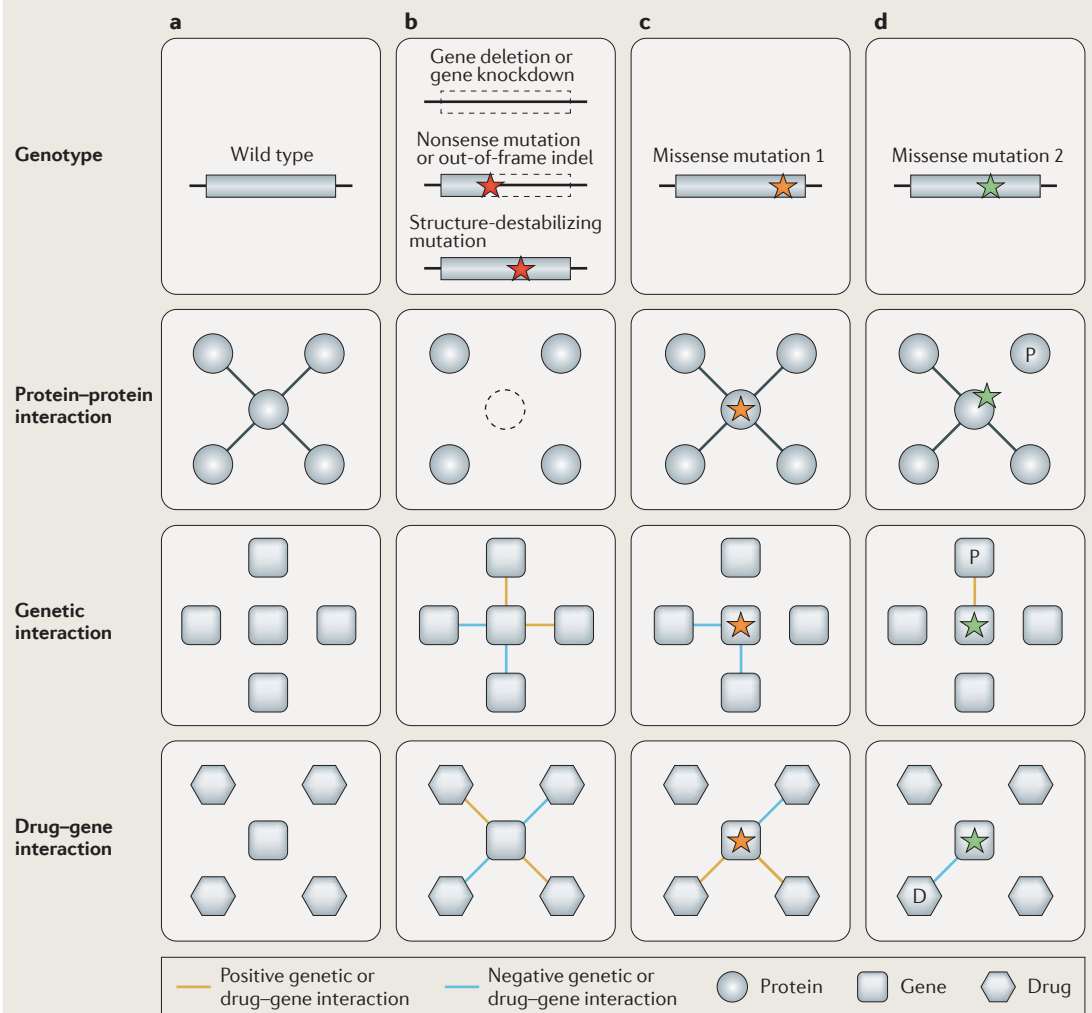 a
b
c
d
Genotype
Wild type
Gene deletion or
gene knockdown
Nonsense mutation
or out-of-frame indel
Structure-destabilizing
mutation
Missense mutation 1
Missense mutation 2
Protein–protein
interaction
P
Genetic
interaction
P
Drug–gene
interaction
D
Positive genetic or
drug–gene interaction
Negative genetic or
drug–gene interaction
Protein
Gene
Drug